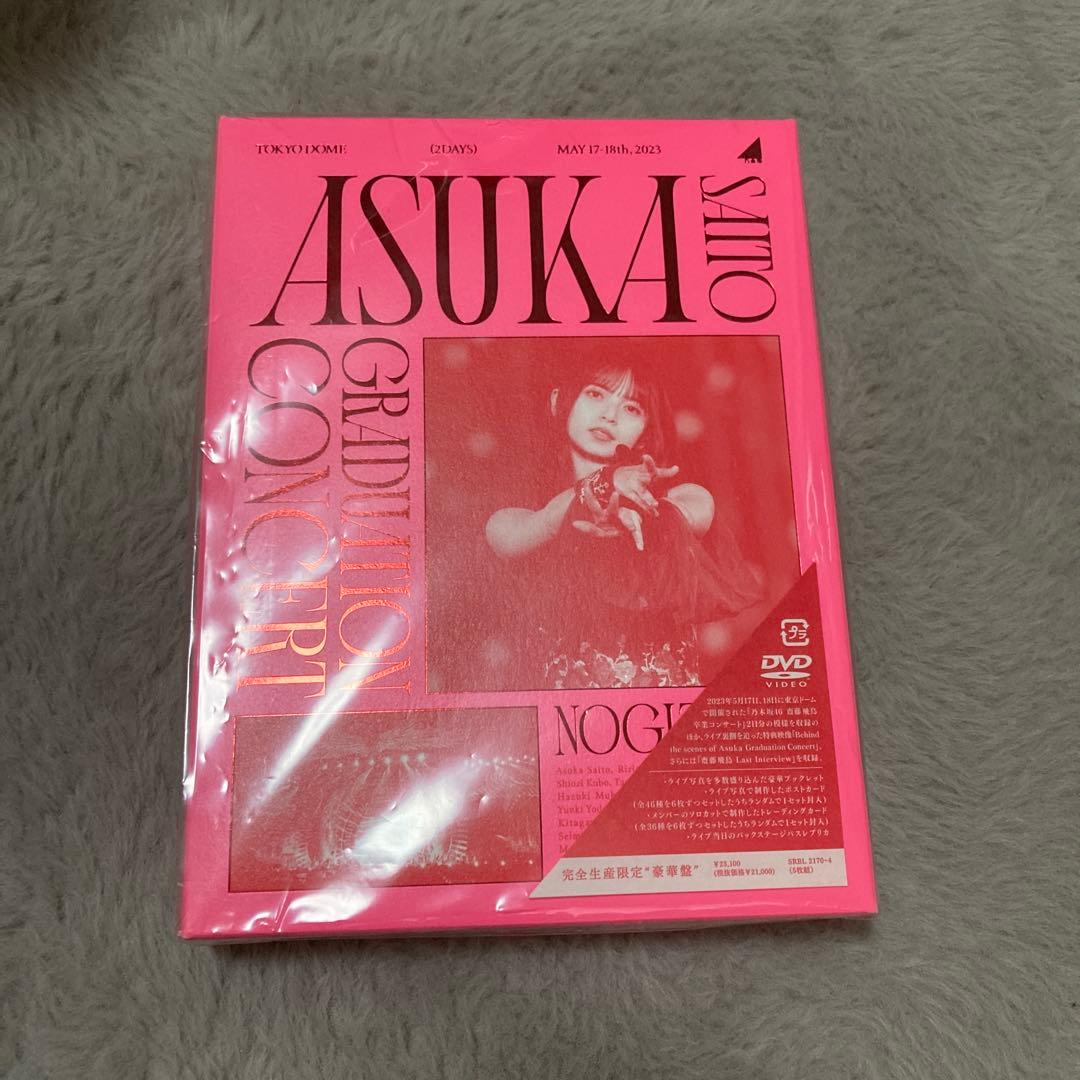 TOKYO DOME (2DAYS) MAY 17-18th, 2023
ASUKA
SAITO
GRADUATION
CONCERT
NOGIZ
Asuka Saito,
Shiori Kubo,
Hazuki
Yuuki
プラ
DVD
VIDEO
2023年5月17日、18日に東京ドーム
で開催された「乃木坂46 齋藤飛鳥
卒業コンサート」2日分の模様を収録の
ほか、ライブ裏側を追った特典映像「Behind
the scenes of Asuka Graduation Concert」、
さらには「齋藤飛鳥 Last Interview」を収録。
・ライブ写真を多数盛り込んだ豪華ブックレット
・ライブ写真で制作したポストカード
(全46種を6枚ずつセットしたうちランダムで1セット封入)
・メンバーのソロカットで制作したトレーディングカード
(全36種を6枚ずつセットしたうちランダムで1セット封入)
・ライブ当日のバックステージパスレプリカ
完全生産限定“豪華盤”
¥23,100
(税抜価格¥21,000)
SRBL 2170~4
(5枚組)